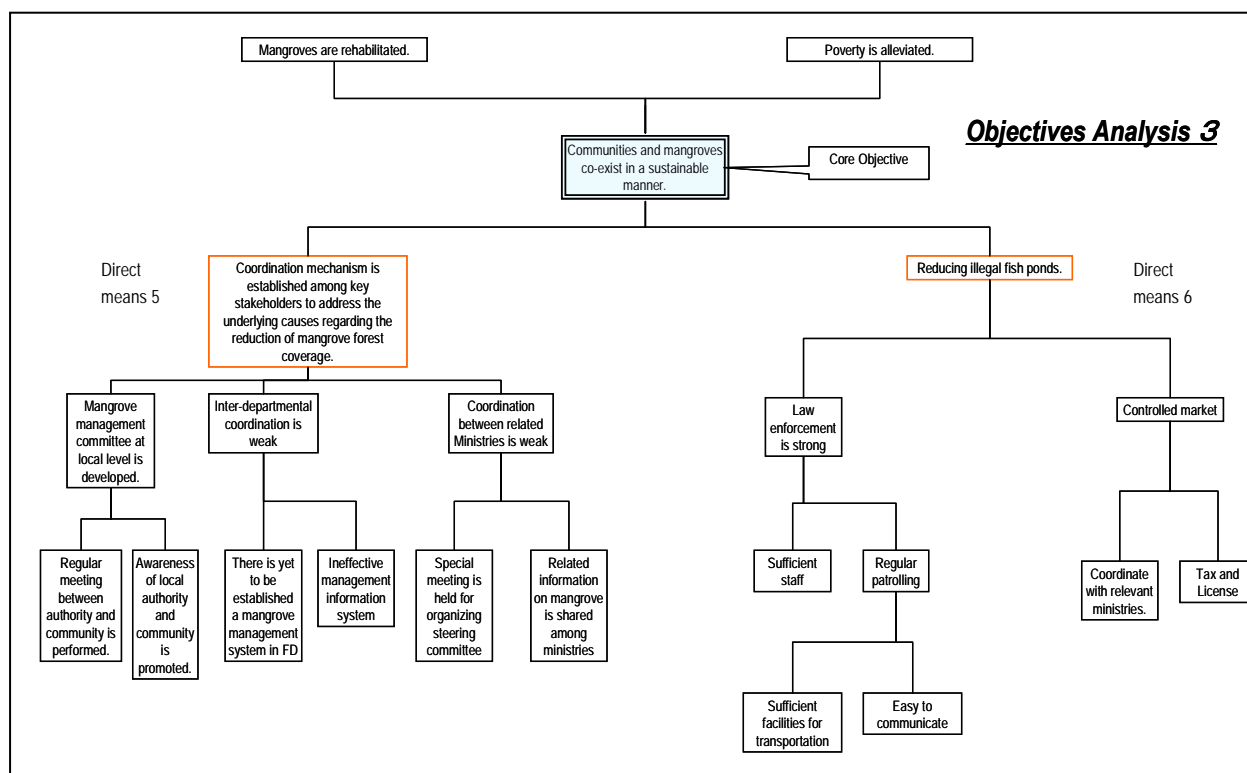 Mangroves are rehabilitated.
Poverty is alleviated.
Objectives Analysis 3
Communities and mangroves
co-exist in a sustainable
manner.
Core Objective
Direct
means 5
Coordination mechanism is
established among key
stakeholders to address the
underlying causes regarding the
reduction of mangrove forest
coverage.
Reducing illegal fish ponds.
Direct
means 6
Mangrove
management
committee at
local level is
developed.
Inter-departmental
coordination is
weak
Coordination
between related
Ministries is weak
Law
enforcement
is strong
Controlled market
Regular
meeting
between
authority and
community is
performed.
Awareness
of local
authority
and
community
is
promoted.
There is yet
to be
established
a mangrove
management
system in FD
Ineffective
management
information
system
Special
meeting is
held for
organizing
steering
committee
Related
information
on mangrove
is shared
among
ministries
Sufficient
staff
Regular
patrolling
Coordinate
with relevant
ministries.
Tax and
License
Sufficient
facilities for
transportation
Easy to
communicate